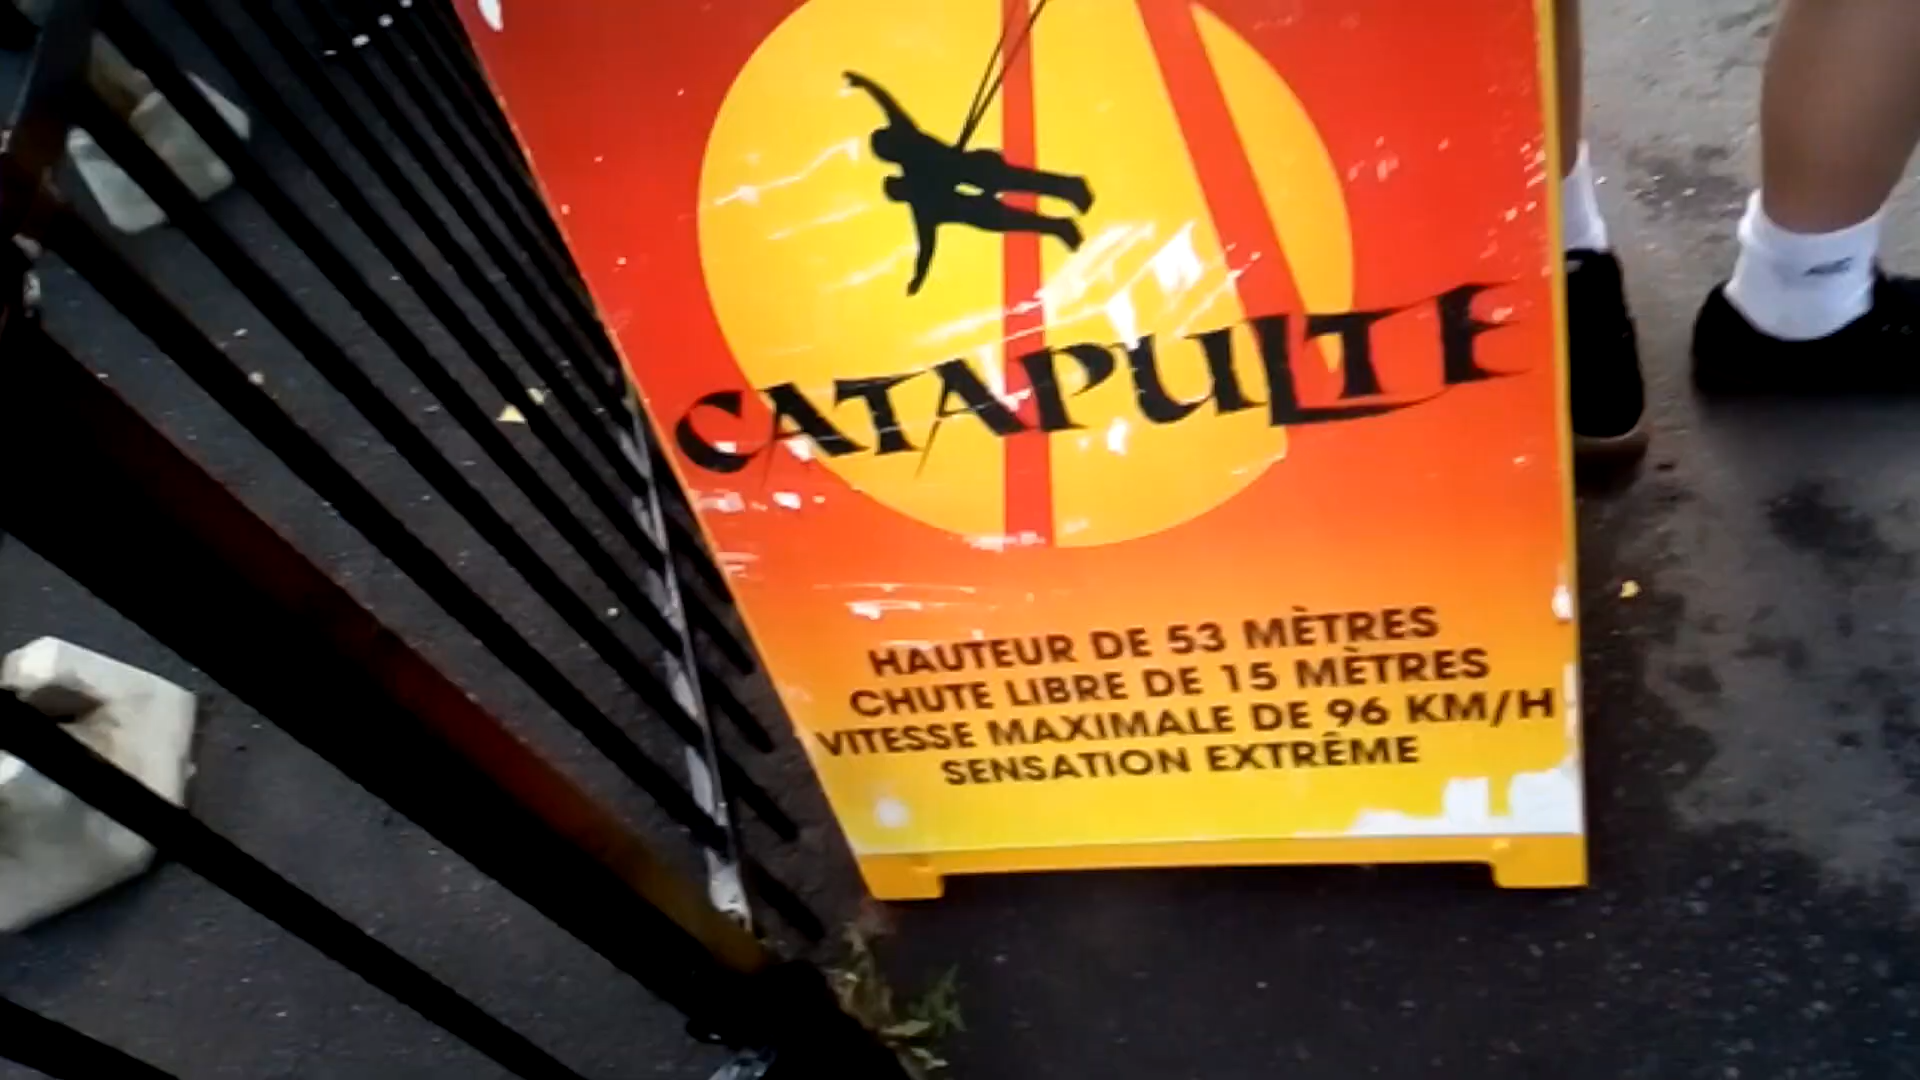 CATAPULTE
HAUTEUR DE 53 MÈTRES
CHUTE LIBRE DE 15 MÈTRES
VITESSE MAXIMALE DE 96 KM/H
SENSATION EXTRÊME